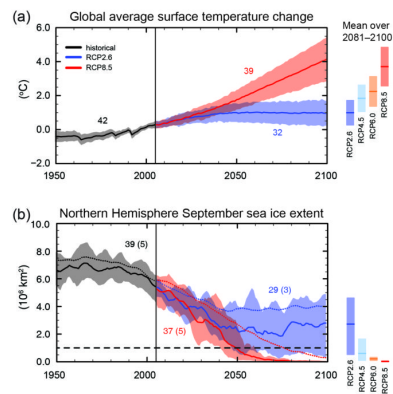 (a) Global average surface temperature change
Mean over
2081–2100
6.0
4.0
2.0
0.0
−2.0
(°C)
historical
RCP2.6
RCP8.5
42
39
32
1950
2000
2050
2100
RCP2.6
RCP4.5
RCP6.0
RCP8.5
(b) Northern Hemisphere September sea ice extent
10.0
8.0
6.0
4.0
2.0
0.0
(10⁶ km²)
39 (5)
29 (3)
37 (5)
1950
2000
2050
2100
RCP2.6
RCP4.5
RCP6.0
RCP8.5